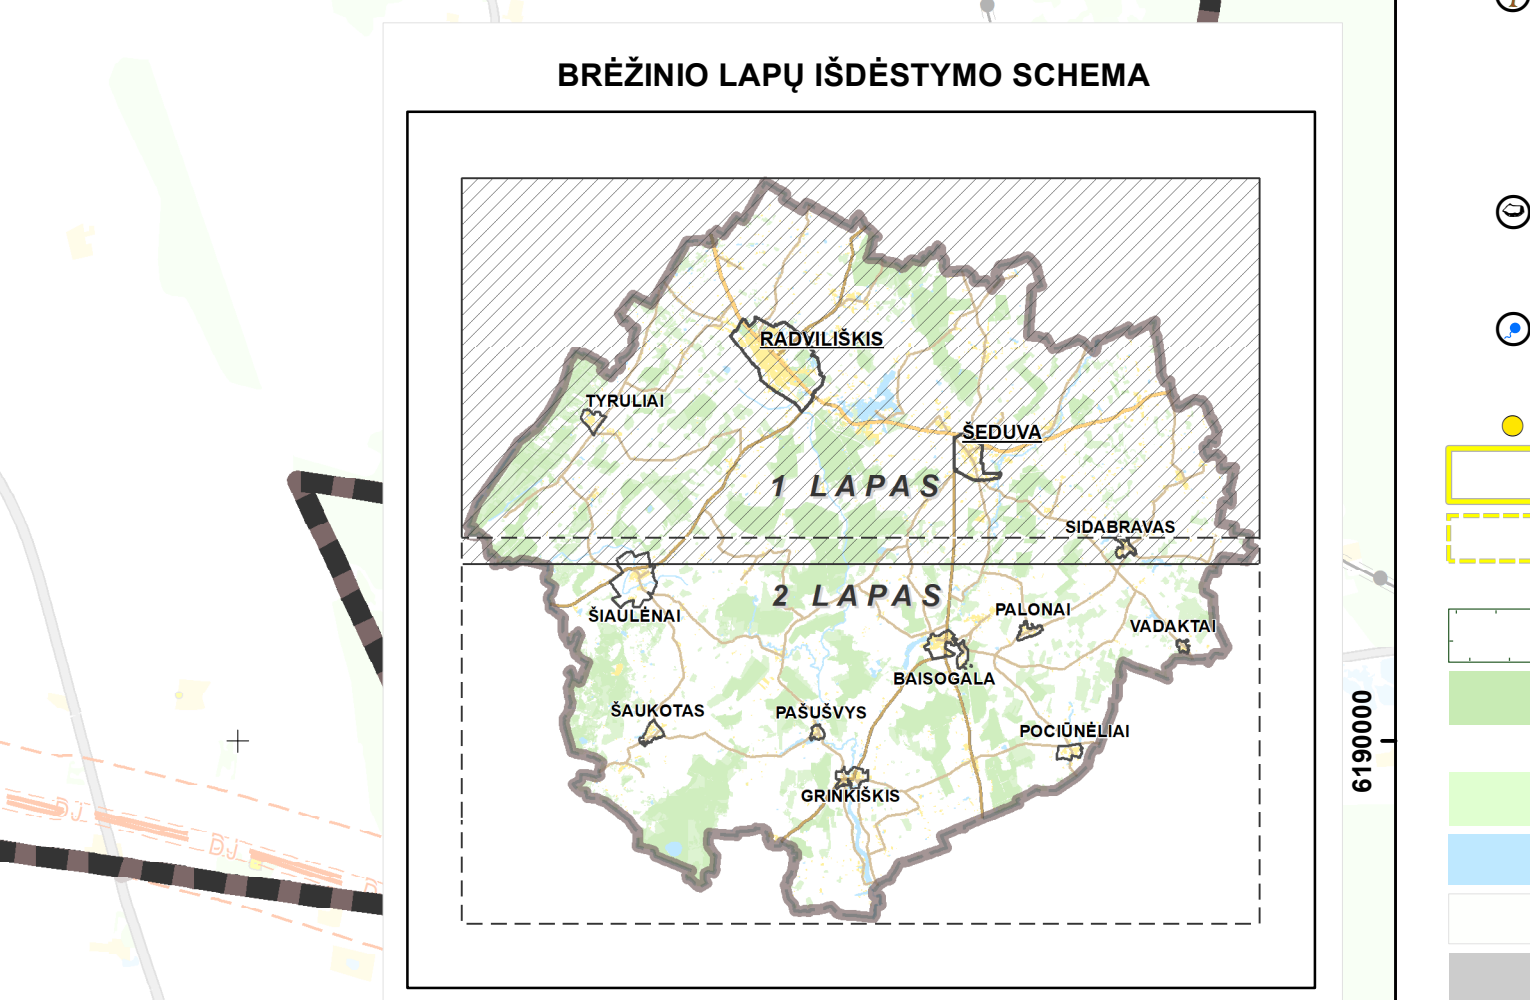 BRĖŽINIO LAPŲ IŠDĖSTYMO SCHEMA
RADVILIŠKIS
TYRULIAI
ŠEDUVA
1 LAPAS
SIDABRAVAS
2 LAPAS
ŠIAULĖNAI
PALONAI
VADAKTAI
BAISOGALA
ŠAUKOTAS
PAŠUŠVYS
POCIŪNĖLIAI
GRINKIŠKIS
6190000
DJ
DJ
D